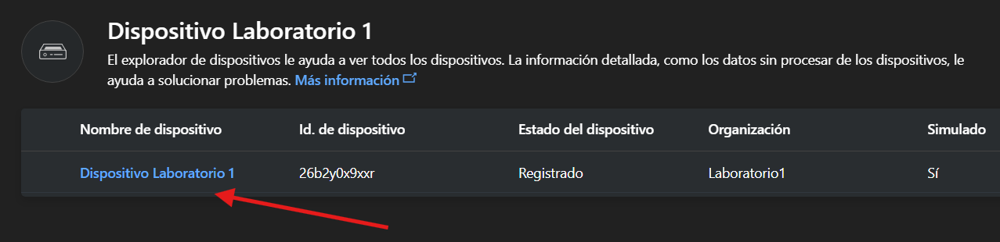 Dispositivo Laboratorio 1
El explorador de dispositivos le ayuda a ver todos los dispositivos. La información detallada, como los datos sin procesar de los dispositivos, le
ayuda a solucionar problemas. Más información
Nombre de dispositivo Id. de dispositivo Estado del dispositivo Organización Simulado
Dispositivo Laboratorio 1 26b2y0x9xxr Registrado Laboratorio1 Sí